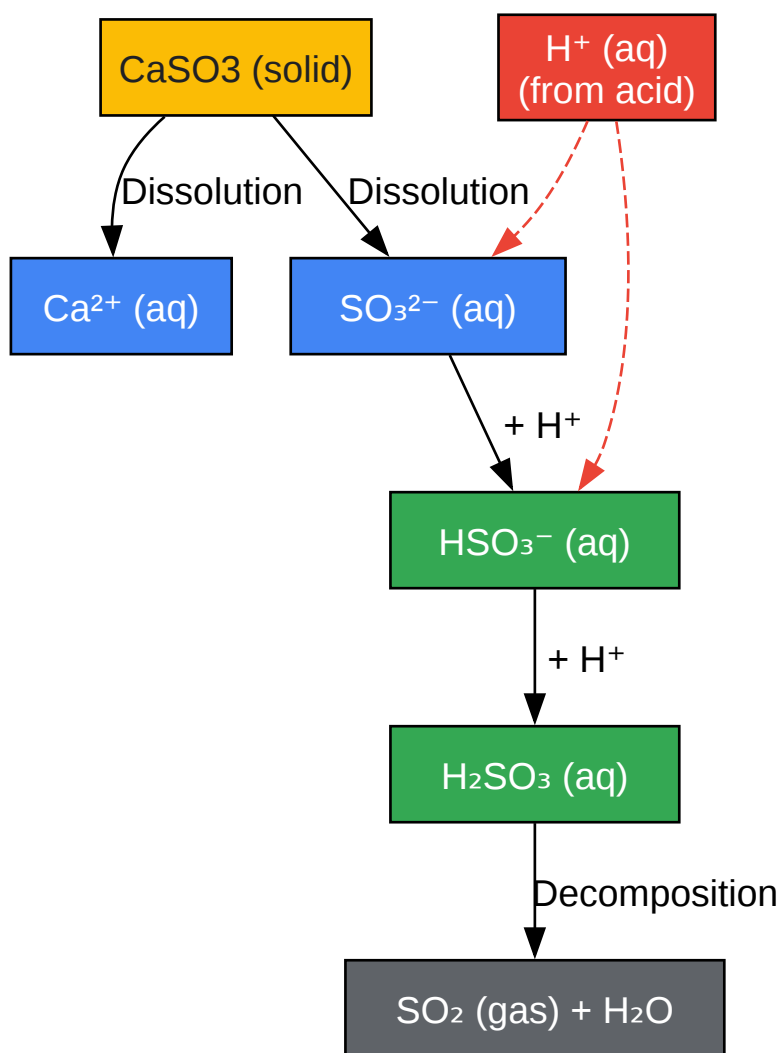 CaSO3 (solid)
H⁺ (aq)
(from acid)
Dissolution
Dissolution
Ca²⁺ (aq)
SO₃²⁻ (aq)
+ H⁺
HSO₃⁻ (aq)
+ H⁺
H₂SO₃ (aq)
Decomposition
SO₂ (gas) + H₂O